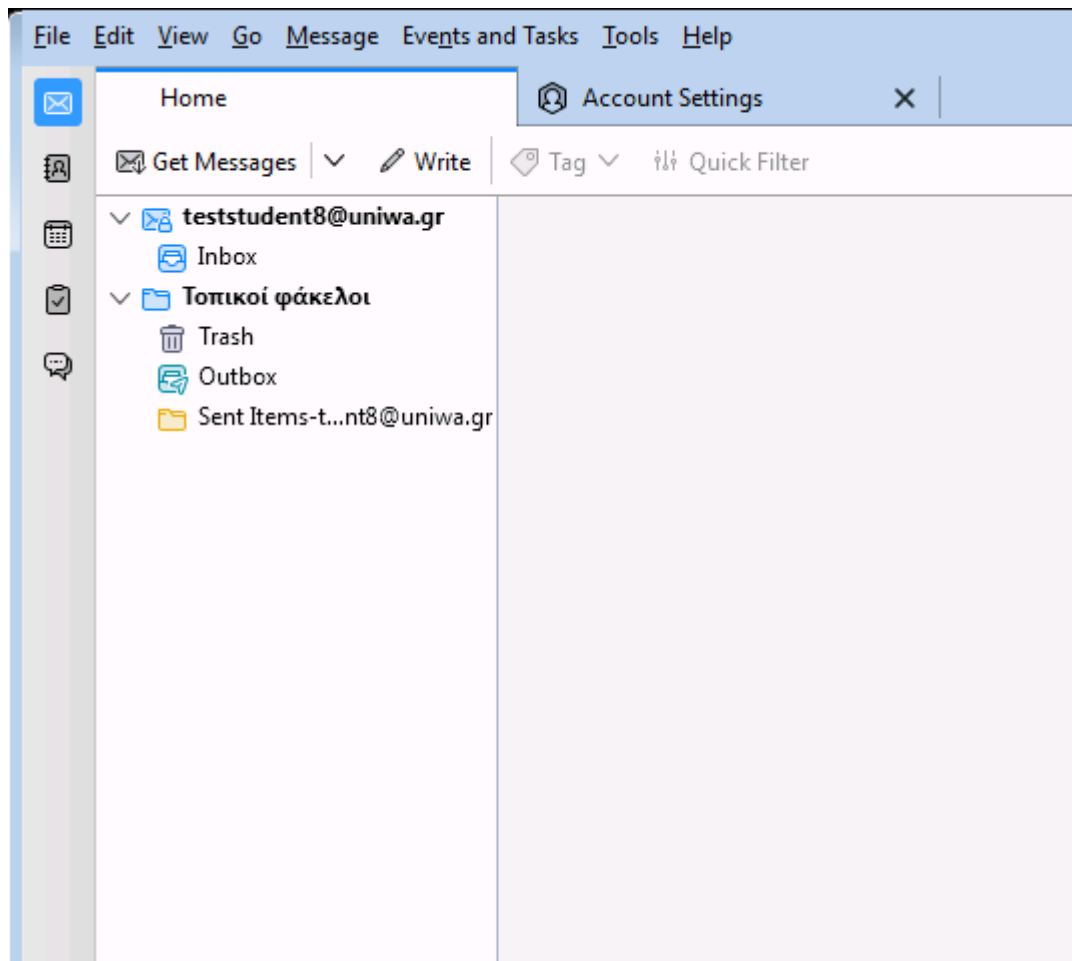 File Edit View Go Message Events and Tasks Tools Help
Home Account Settings
Get Messages Write Tag Quick Filter
teststudent8@uniwa.gr
Inbox
Τοπικοί φάκελοι
Trash
Outbox
Sent Items-t...nt8@uniwa.gr